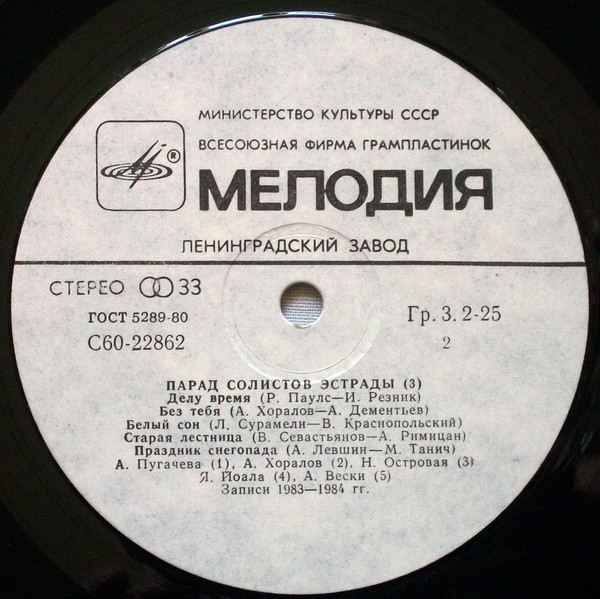 МИНИСТЕРСТВО КУЛЬТУРЫ СССР
ВСЕСОЮЗНАЯ ФИРМА ГРАМПЛАСТИНОК
®
МЕЛОДИЯ
ЛЕНИНГРАДСКИЙ ЗАВОД
СТЕРЕО 33
ГОСТ 5289-80
Гр. 3. 2-25
С60-22862
2
ПАРАД СОЛИСТОВ ЭСТРАДЫ (3)
Делу время (Р. Паулс—И. Резник)
Без тебя (А. Хоралов—А. Дементьев)
Белый сон (Л. Сурамели—В. Краснопольский)
Старая лестница (В. Севастьянов—А. Римицан)
Праздник снегопада (А. Левшин—М. Танич)
А. Пугачева (1), А. Хоралов (2), Н. Островая (3)
Я. Йоала (4), А. Вески (5)
Записи 1983—1984 гг.